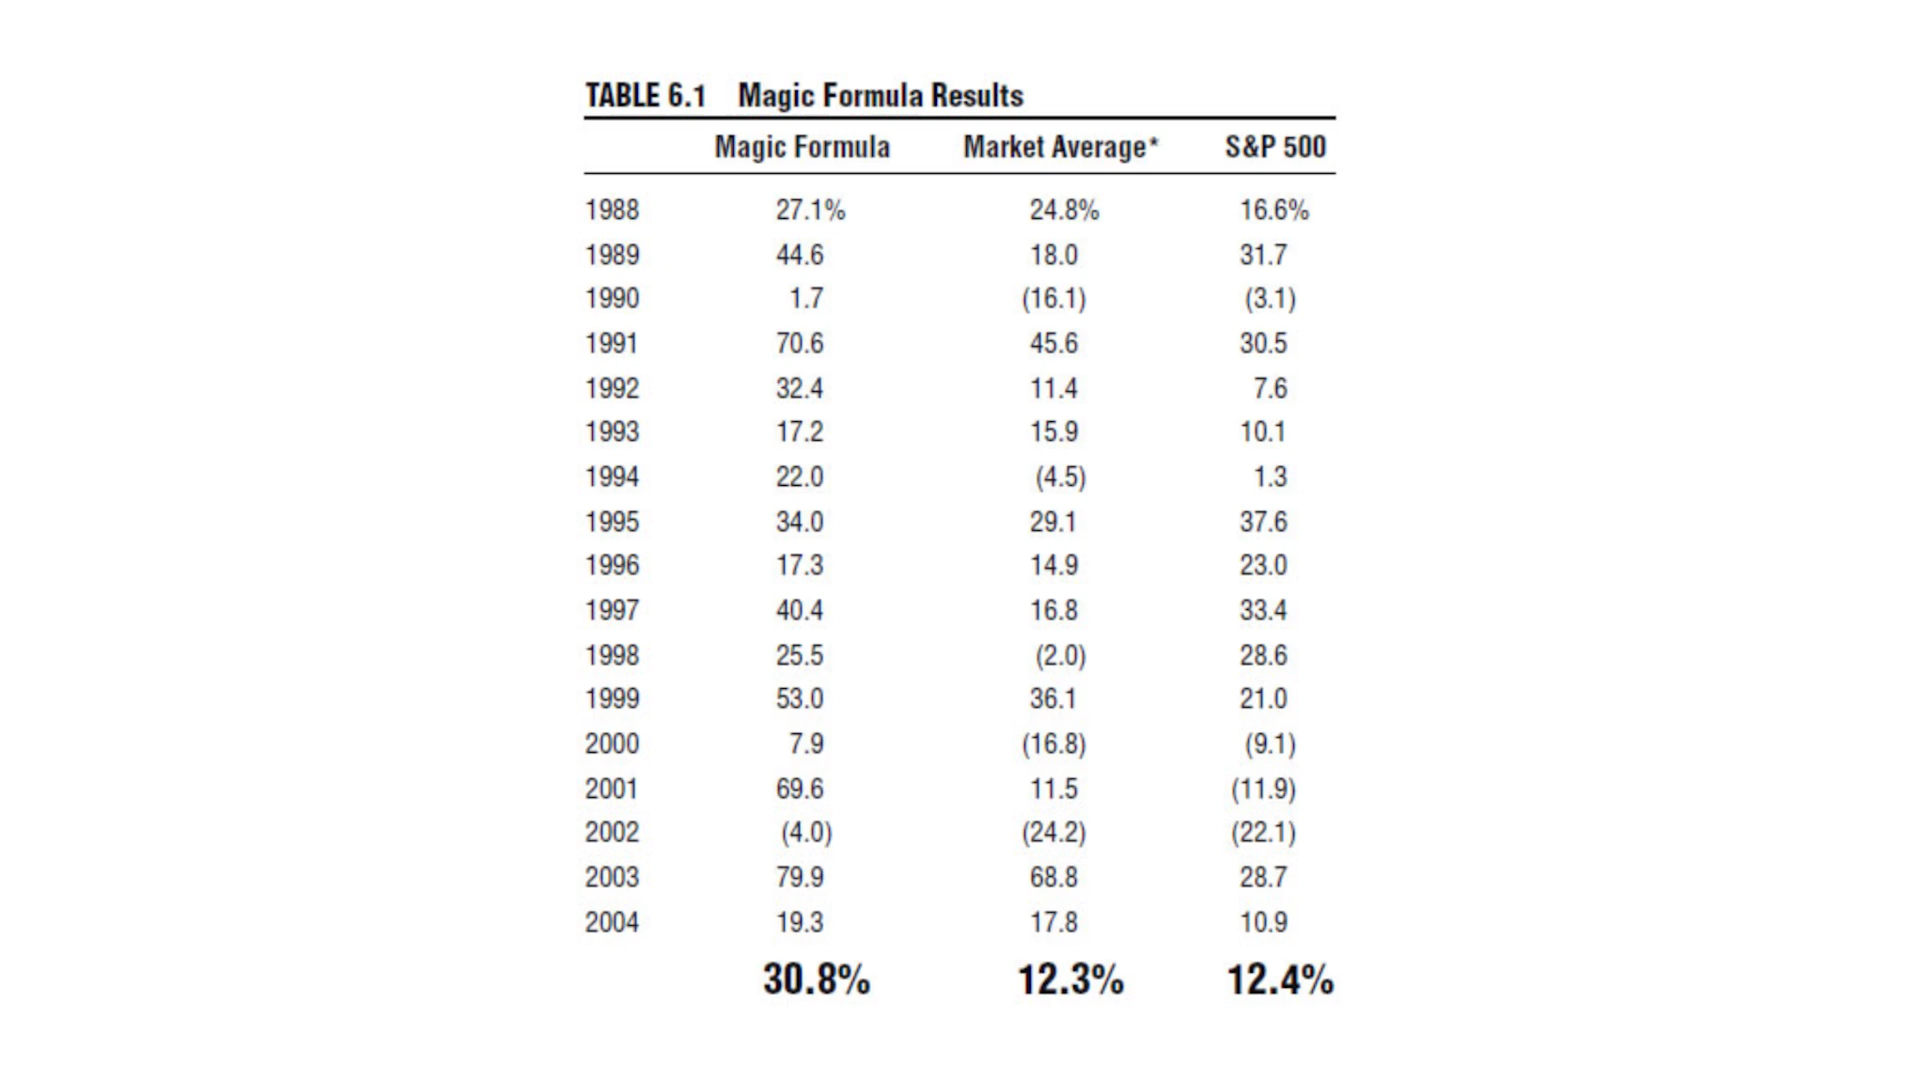 TABLE 6.1 Magic Formula Results
Magic Formula Market Average* S&P 500
1988 27.1% 24.8% 16.6%
1989 44.6 18.0 31.7
1990 1.7 (16.1) (3.1)
1991 70.6 45.6 30.5
1992 32.4 11.4 7.6
1993 17.2 15.9 10.1
1994 22.0 (4.5) 1.3
1995 34.0 29.1 37.6
1996 17.3 14.9 23.0
1997 40.4 16.8 33.4
1998 25.5 (2.0) 28.6
1999 53.0 36.1 21.0
2000 7.9 (16.8) (9.1)
2001 69.6 11.5 (11.9)
2002 (4.0) (24.2) (22.1)
2003 79.9 68.8 28.7
2004 19.3 17.8 10.9
30.8% 12.3% 12.4%